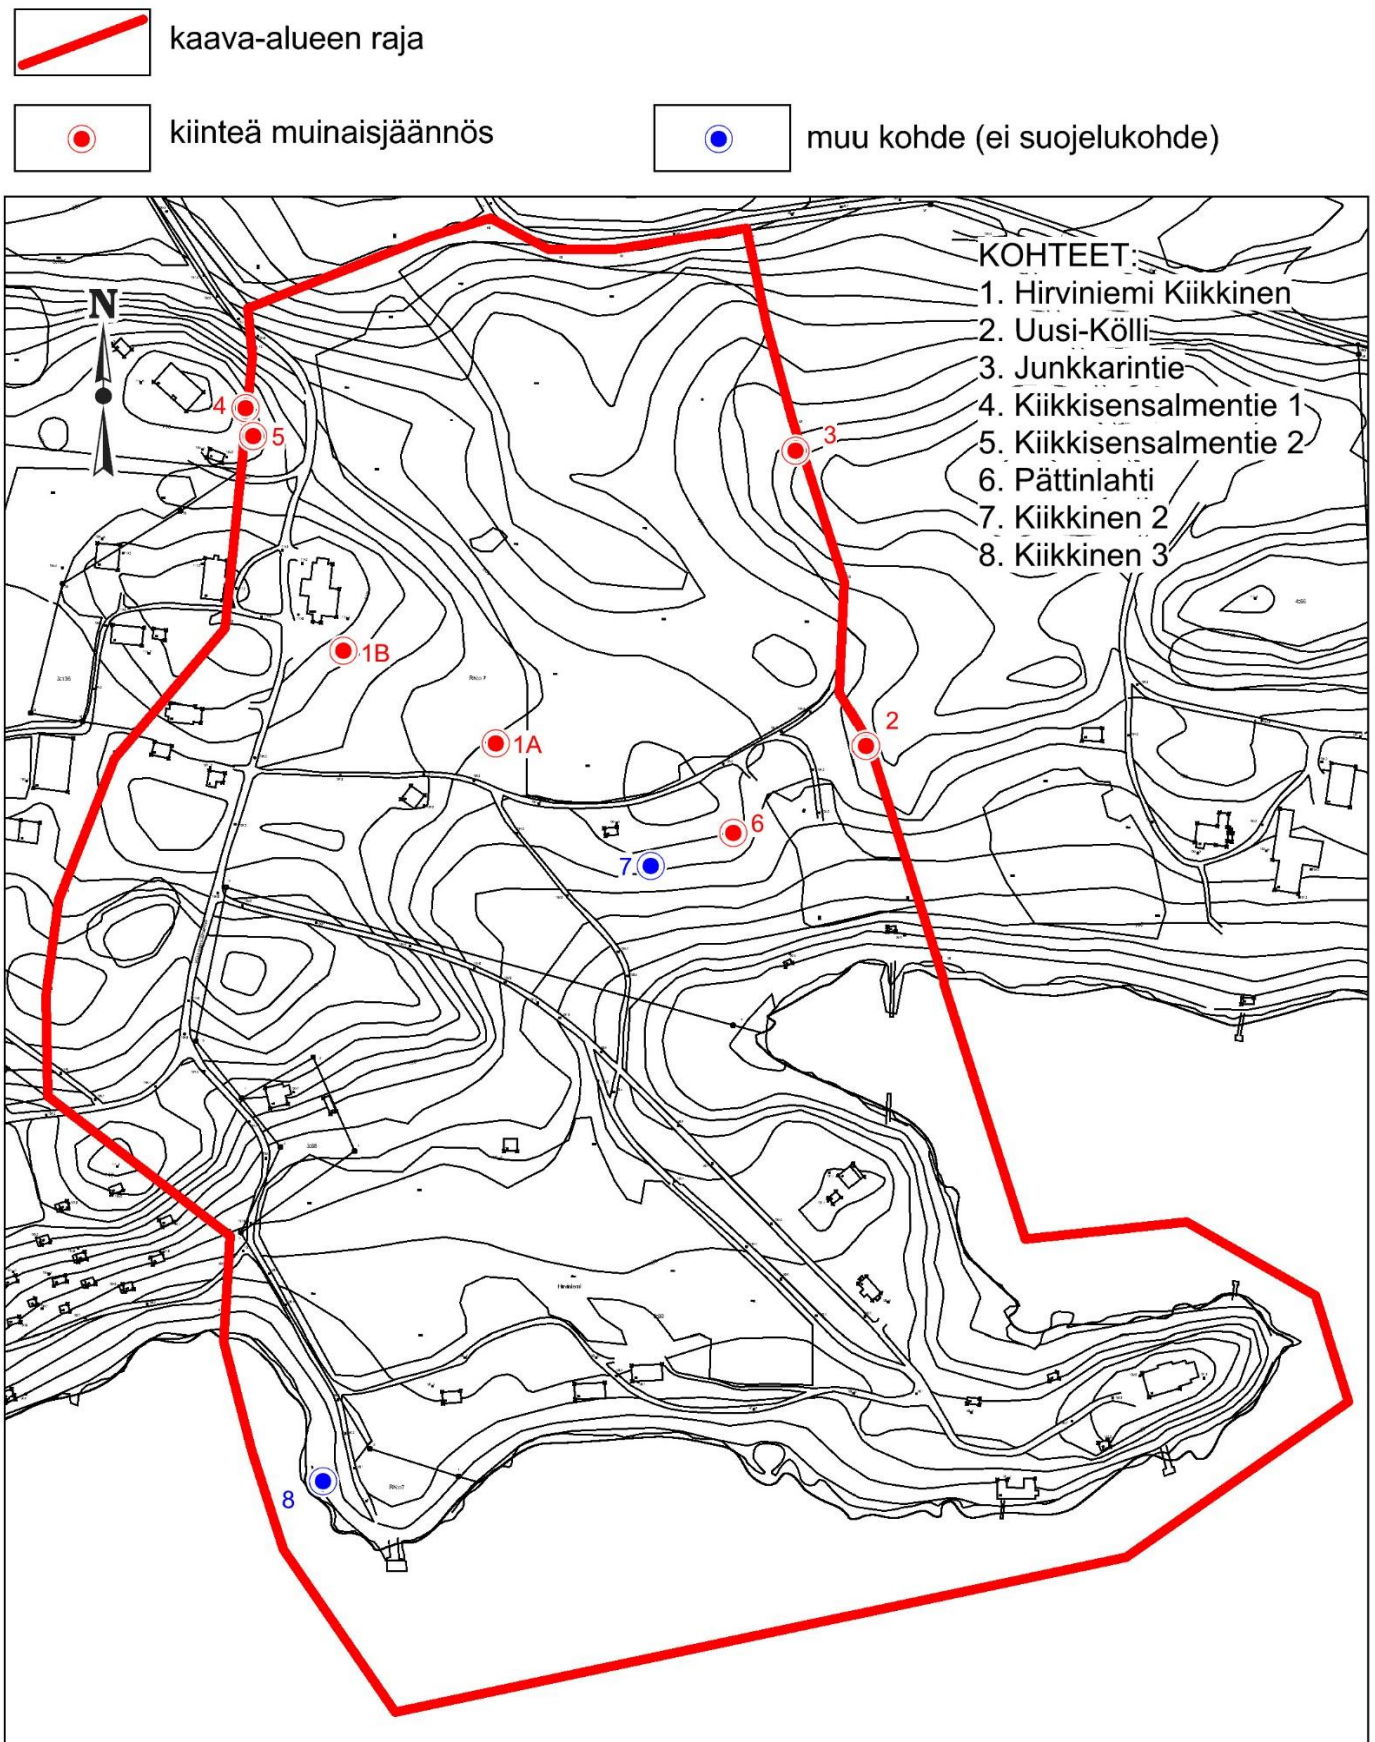 kaava-alueen raja
kiinteä muinaisjäännös
muu kohde (ei suojelukohde)
N
KOHTEET:
1. Hirviniemi Kiikkinen
2. Uusi-Kölli
3. Junkkarintie
4. Kiikkisensalmentie 1
5. Kiikkisensalmentie 2
6. Pättinlahti
7. Kiikkinen 2
8. Kiikkinen 3
4
5
3
1B
2
1A
6
7
Hirviniemi
8